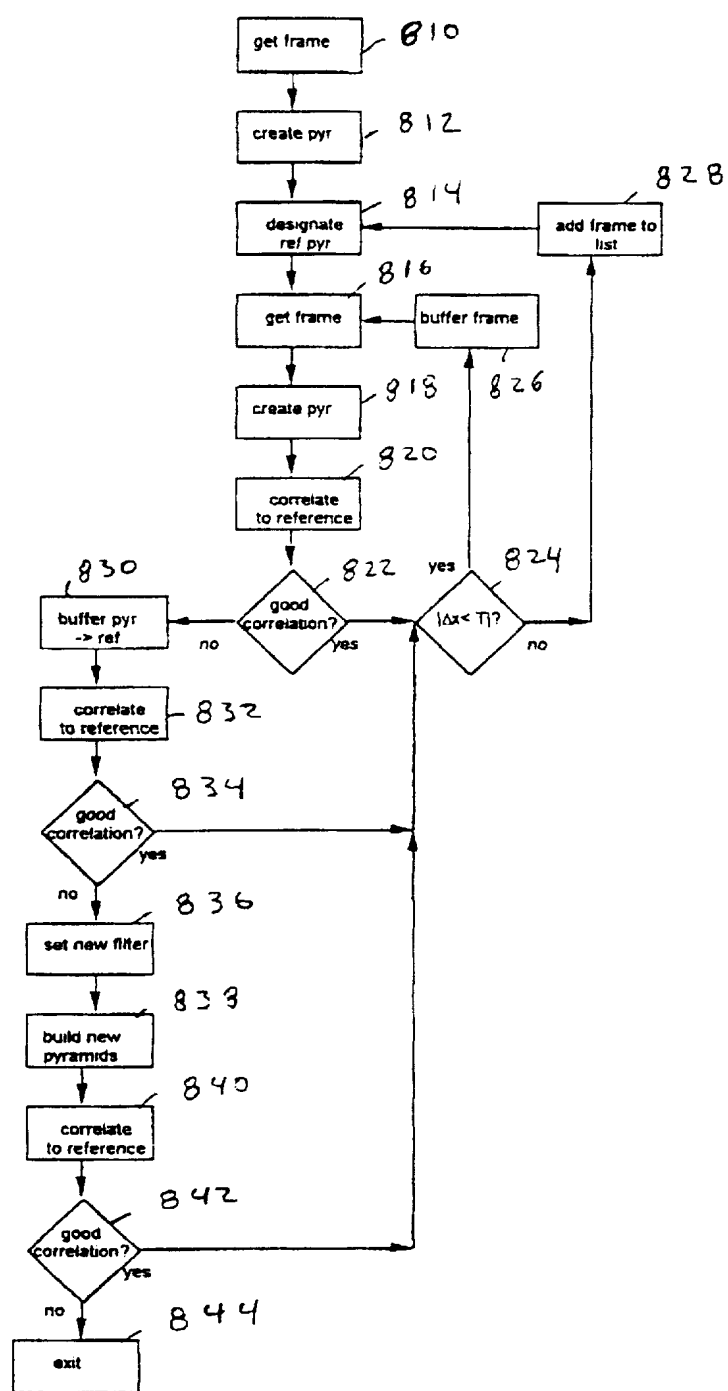 get frame
810
create pyr
812
designate
ref pyr
814
add frame to
list
828
get frame
816
buffer frame
826
create pyr
818
correlate
to reference
820
good
correlation?
822
yes
no
|Δx< T|?
824
yes
no
buffer pyr
-> ref
830
correlate
to reference
832
good
correlation?
834
yes
no
set new filter
836
build new
pyramids
838
correlate
to reference
840
good
correlation?
842
yes
no
exit
844